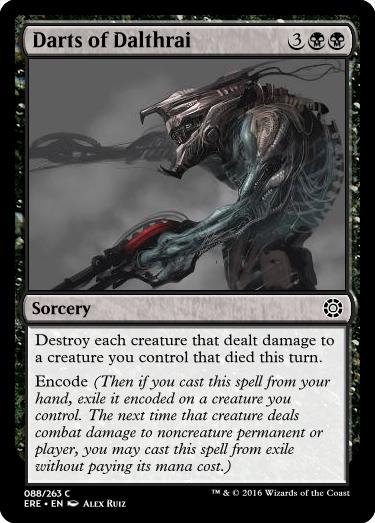 Darts of Dalthrai 3
Sorcery
Destroy each creature that dealt damage to
a creature you control that died this turn.
Encode (Then if you cast this spell from your
hand, exile it encoded on a creature you
control. The next time that creature deals
combat damage to noncreature permanent or
player, you may cast this spell from exile
without paying its mana cost.)
088/263 C
ERE • EN Alex Ruiz
™ & © 2016 Wizards of the Coast